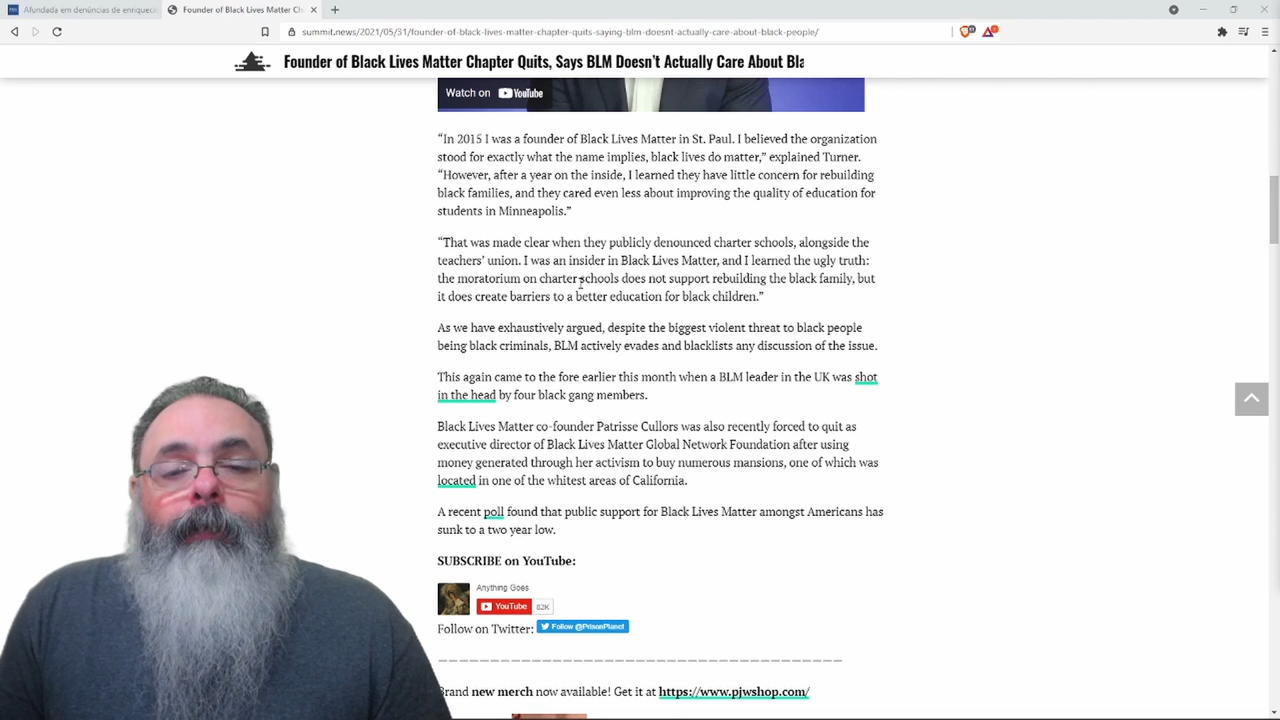 Afundada em denúncias de enriqueci
Founder of Black Lives Matter Ch
summit.news/2021/05/31/founder-of-black-lives-matter-chapter-quits-saying-blm-doesnt-actually-care-about-black-people/
Founder of Black Lives Matter Chapter Quits, Says BLM Doesn't Actually Care About Bla
Watch on YouTube
“In 2015 I was a founder of Black Lives Matter in St. Paul. I believed the organization
stood for exactly what the name implies, black lives do matter,” explained Turner.
“However, after a year on the inside, I learned they have little concern for rebuilding
black families, and they cared even less about improving the quality of education for
students in Minneapolis.”
“That was made clear when they publicly denounced charter schools, alongside the
teachers’ union. I was an insider in Black Lives Matter, and I learned the ugly truth:
the moratorium on charter schools does not support rebuilding the black family, but
it does create barriers to a better education for black children.”
As we have exhaustively argued, despite the biggest violent threat to black people
being black criminals, BLM actively evades and blacklists any discussion of the issue.
This again came to the fore earlier this month when a BLM leader in the UK was shot
in the head by four black gang members.
Black Lives Matter co-founder Patrisse Cullors was also recently forced to quit as
executive director of Black Lives Matter Global Network Foundation after using
money generated through her activism to buy numerous mansions, one of which was
located in one of the whitest areas of California.
A recent poll found that public support for Black Lives Matter amongst Americans has
sunk to a two year low.
SUBSCRIBE on YouTube:
Anything Goes
YouTube 82K
Follow on Twitter: Follow @PrisonPlanet
Brand new merch now available! Get it at https://www.pjwshop.com/